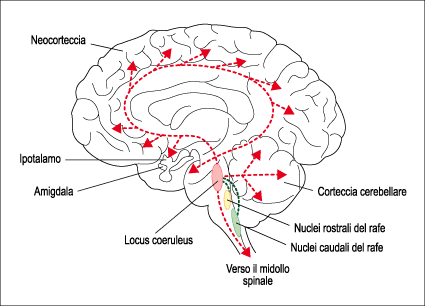 Neocorteccia
Ipotalamo
Amigdala
Locus coeruleus
Corteccia cerebellare
Nuclei rostrali del rafe
Nuclei caudali del rafe
Verso il midollo
spinale